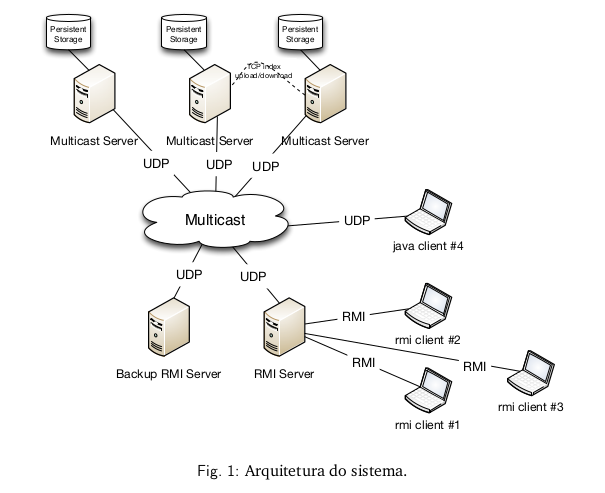 Persistent
Storage
Persistent
Storage
Persistent
Storage
TCP index
upload/download
Multicast Server
Multicast Server
Multicast Server
UDP
UDP
UDP
Multicast
UDP
java client #4
UDP
UDP
RMI
rmi client #2
RMI
RMI
Backup RMI Server
RMI Server
rmi client #3
rmi client #1
Fig. 1: Arquitetura do sistema.